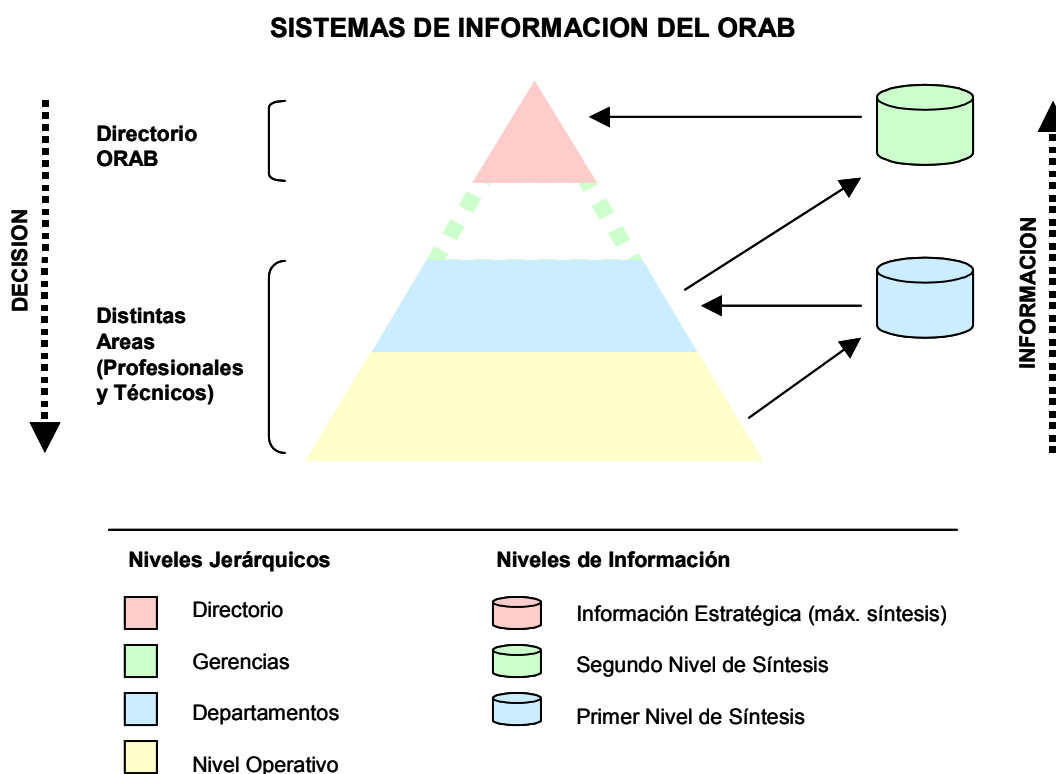 SISTEMAS DE INFORMACION DEL ORAB
Directorio
ORAB
DECISION
Distintas
Areas
(Profesionales
y Técnicos)
INFORMACION
Niveles Jerárquicos
Directorio
Gerencias
Departamentos
Nivel Operativo
Niveles de Información
Información Estratégica (máx. síntesis)
Segundo Nivel de Síntesis
Primer Nivel de Síntesis